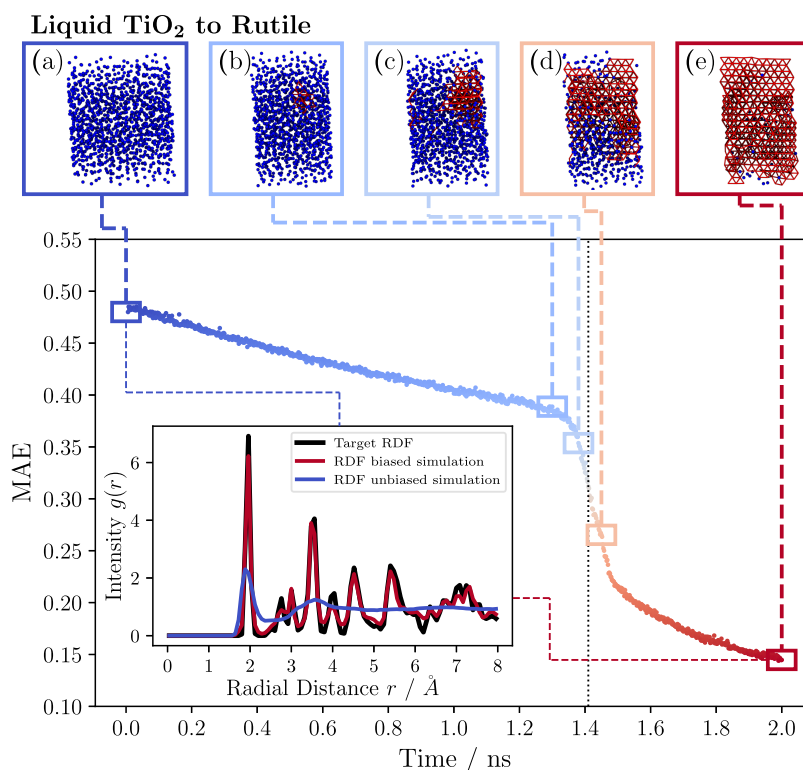 Liquid TiO₂ to Rutile
(a) (b) (c) (d) (e)
0.55
0.50
0.45
0.40
0.35
0.30
0.25
0.20
0.15
0.10
MAE
0.0 0.2 0.4 0.6 0.8 1.0 1.2 1.4 1.6 1.8 2.0
Time / ns
Target RDF
RDF biased simulation
RDF unbiased simulation
6
4
2
0
Intensity g(r)
0 1 2 3 4 5 6 7 8
Radial Distance r / Å